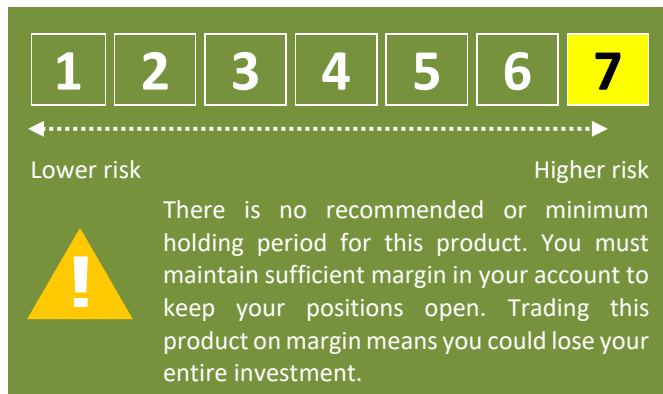 1 2 3 4 5 6 7
Lower risk Higher risk
There is no recommended or minimum
holding period for this product. You must
maintain sufficient margin in your account to
keep your positions open. Trading this
product on margin means you could lose your
entire investment.
!